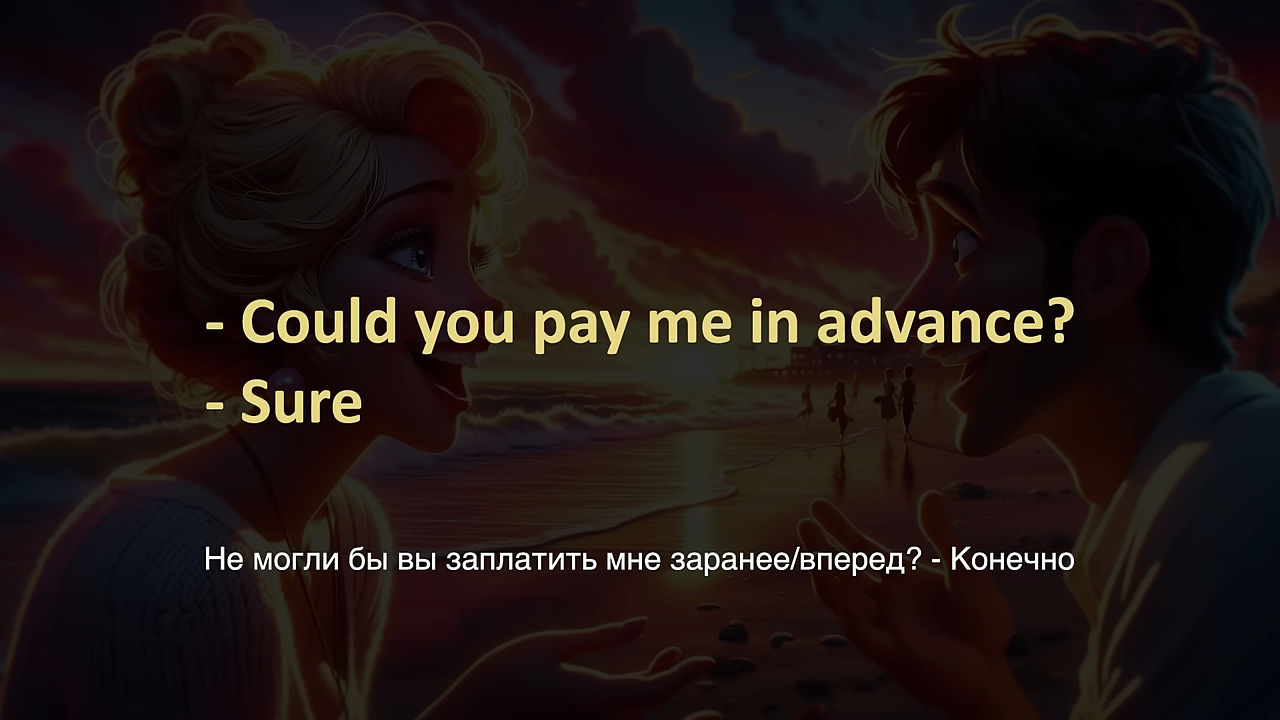 - Could you pay me in advance?
- Sure
Не могли бы вы заплатить мне заранее/вперед? - Конечно